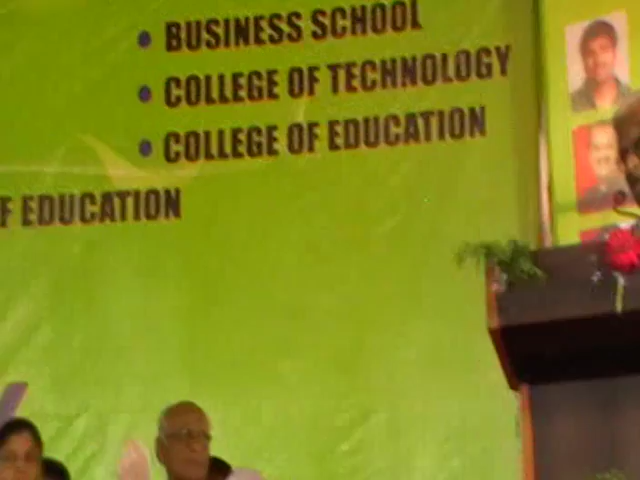 BUSINESS SCHOOL
COLLEGE OF TECHNOLOGY
COLLEGE OF EDUCATION
F EDUCATION